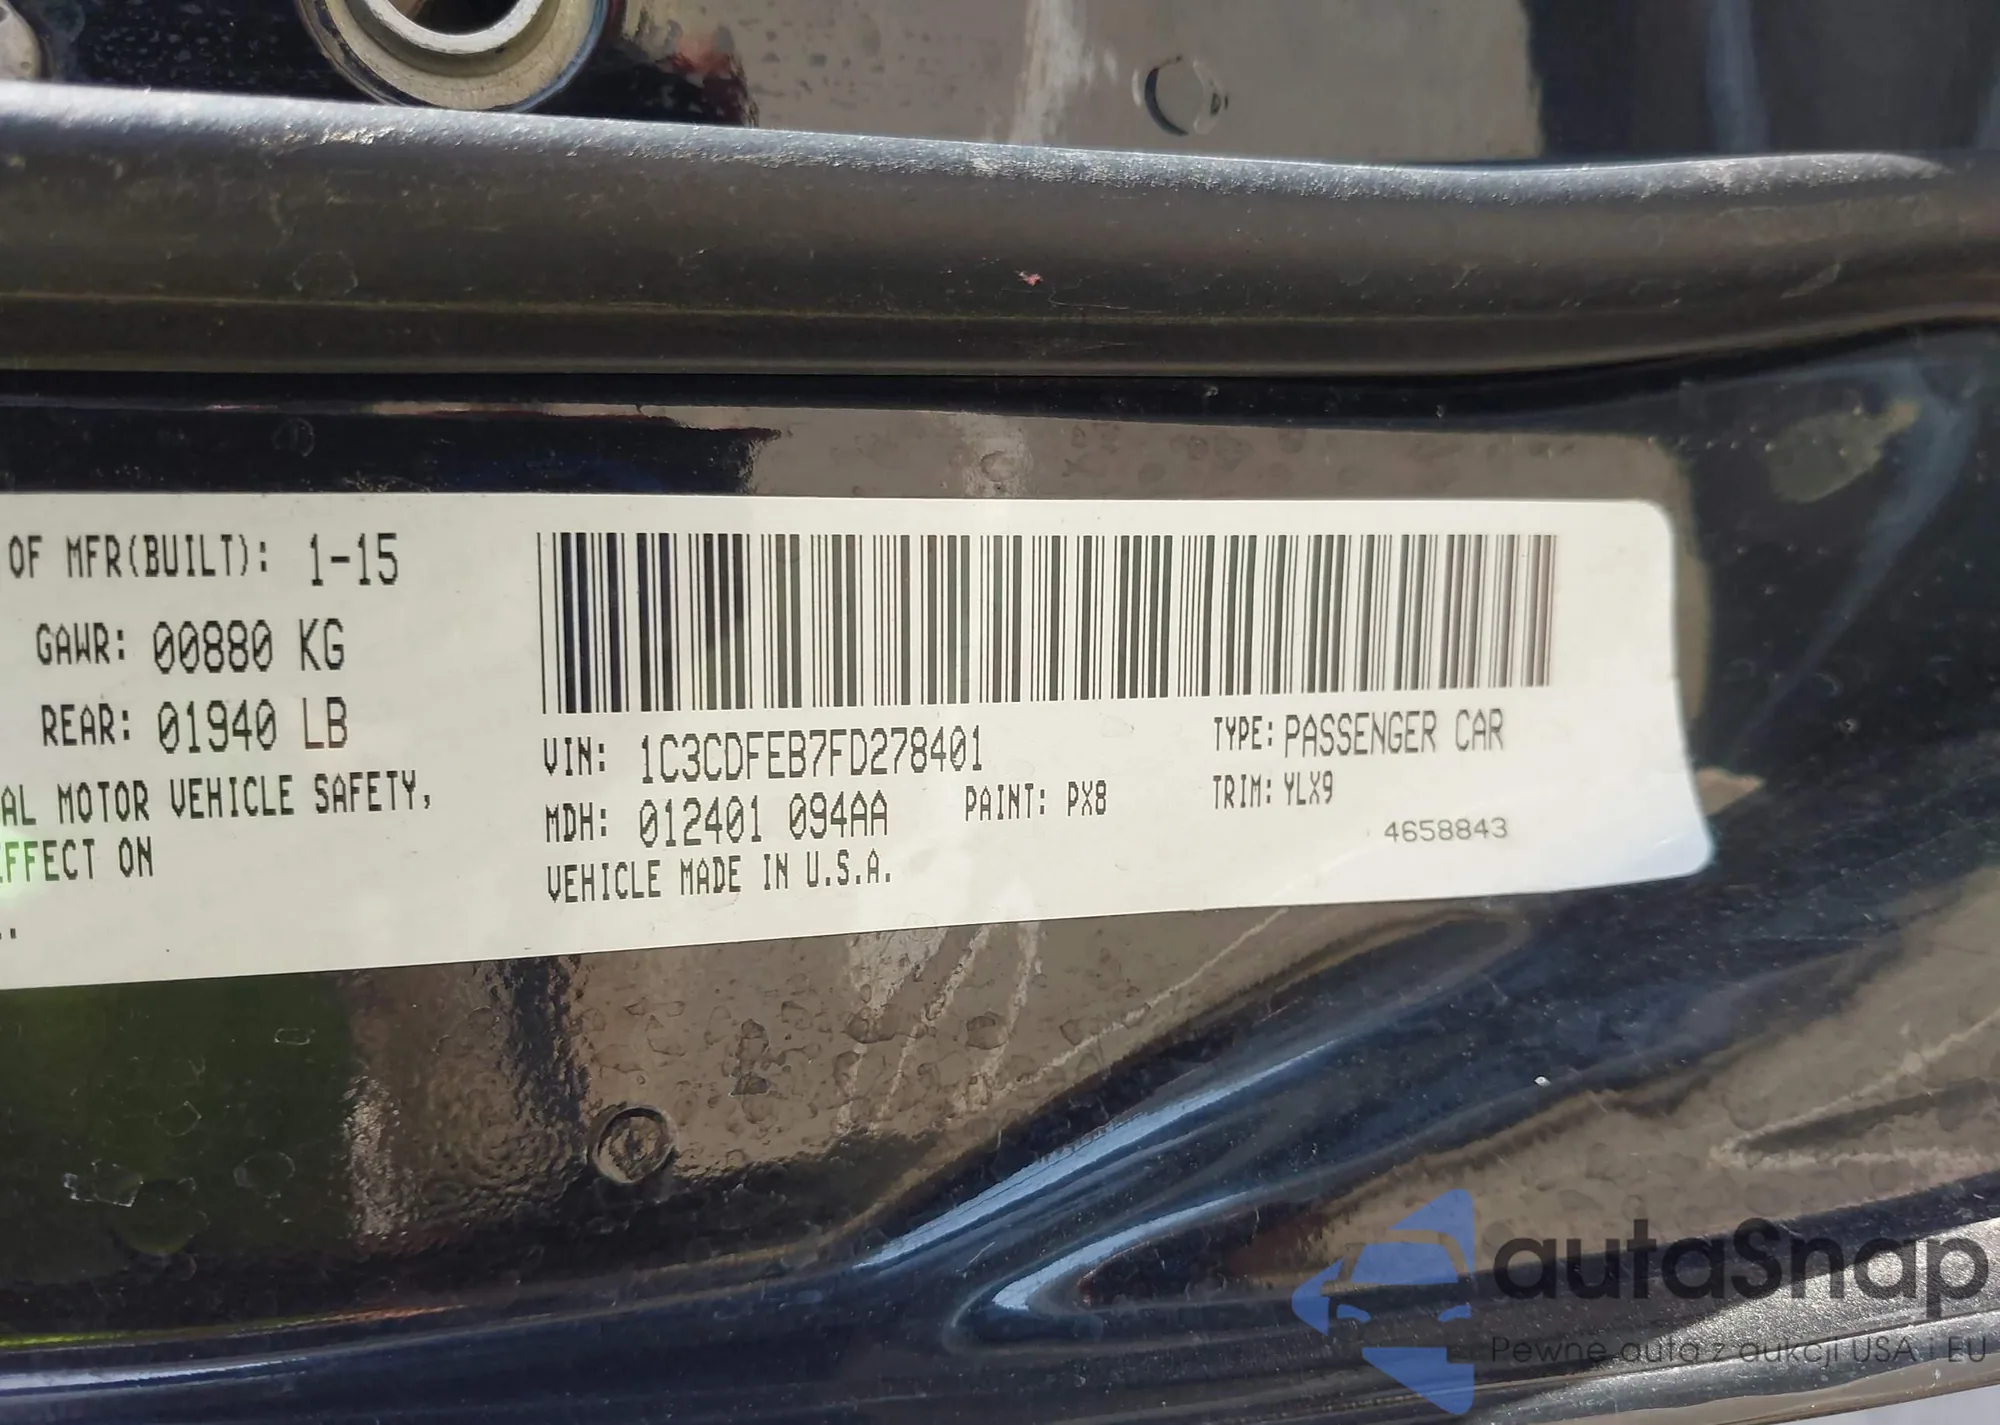 OF MFR(BUILT): 1-15
GAWR: 00880 KG
REAR: 01940 LB
AL MOTOR VEHICLE SAFETY,
EFFECT ON
VIN: 1C3CDFEB7FD278401
TYPE: PASSENGER CAR
MDH: 012401 094AA
PAINT: PX8
TRIM: YLX9
VEHICLE MADE IN U.S.A.
4658843
autaSnap
Pewne auta z aukcji USA i EU